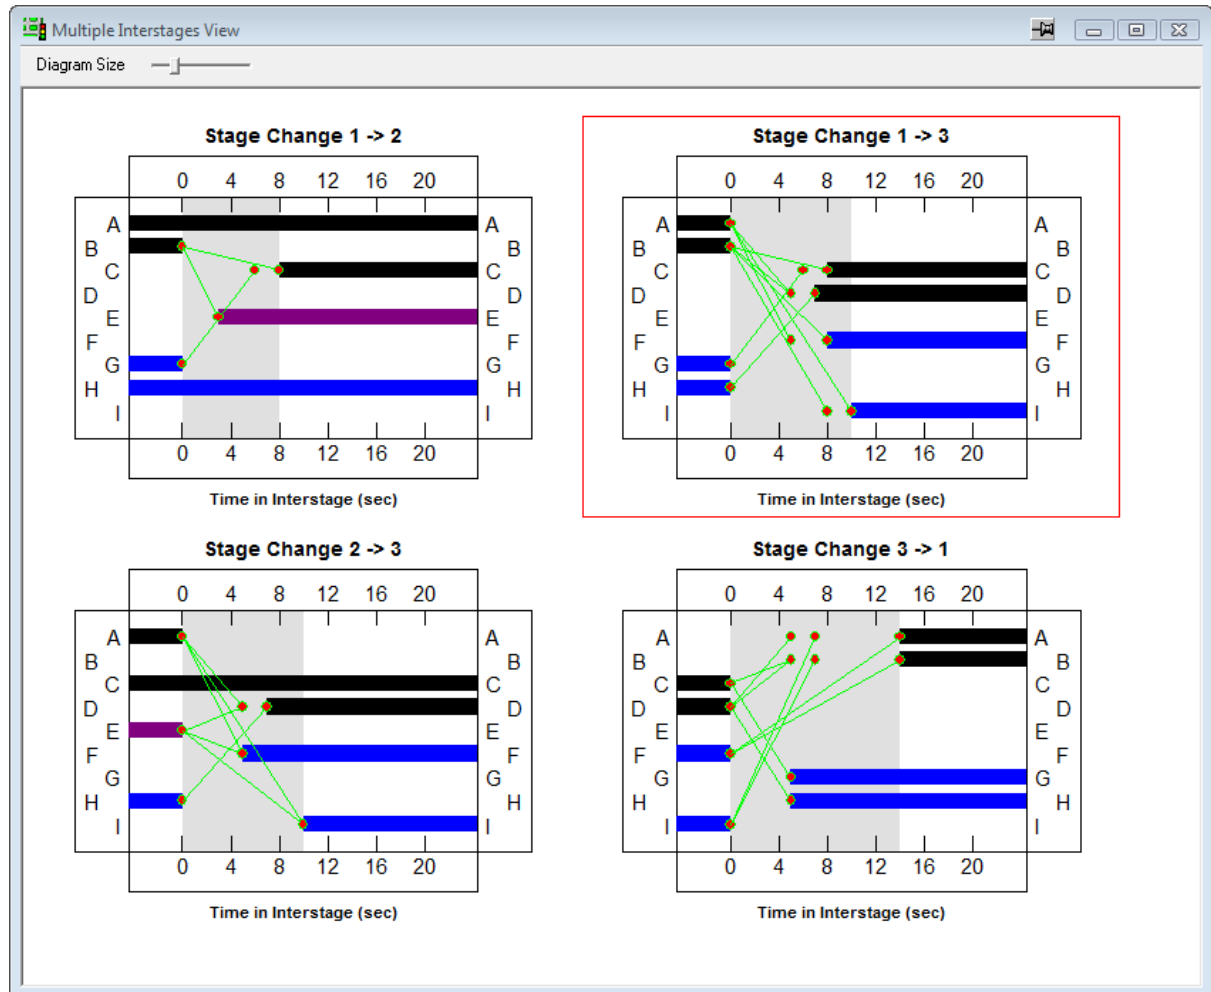 Multiple Interstages View
Diagram Size
Stage Change 1 -> 2
0 4 8 12 16 20
A A
B B
C C
D D
E E
F F
G G
H H
I I
0 4 8 12 16 20
Time in Interstage (sec)
Stage Change 1 -> 3
0 4 8 12 16 20
A A
B B
C C
D D
E E
F F
G G
H H
I I
0 4 8 12 16 20
Time in Interstage (sec)
Stage Change 2 -> 3
0 4 8 12 16 20
A A
B B
C C
D D
E E
F F
G G
H H
I I
0 4 8 12 16 20
Time in Interstage (sec)
Stage Change 3 -> 1
0 4 8 12 16 20
A A
B B
C C
D D
E E
F F
G G
H H
I I
0 4 8 12 16 20
Time in Interstage (sec)